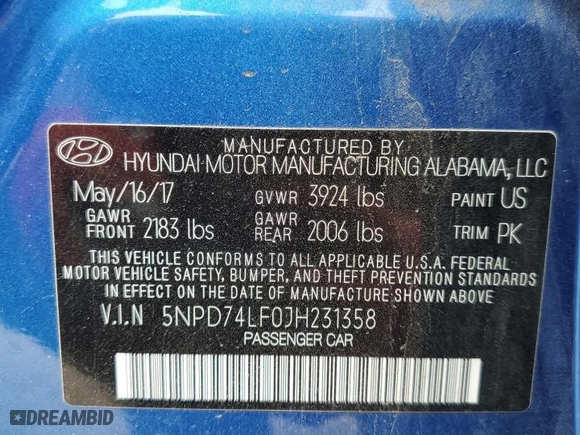 MANUFACTURED BY
HYUNDAI MOTOR MANUFACTURING ALABAMA, LLC
May/16/17 GVWR 3924 lbs PAINT US
GAWR FRONT 2183 lbs GAWR REAR 2006 lbs TRIM PK
THIS VEHICLE CONFORMS TO ALL APPLICABLE U.S.A. FEDERAL
MOTOR VEHICLE SAFETY, BUMPER, AND THEFT PREVENTION STANDARDS
IN EFFECT ON THE DATE OF MANUFACTURE SHOWN ABOVE.
V.I.N 5NPD74LF0JH231358
PASSENGER CAR
DREAMBID